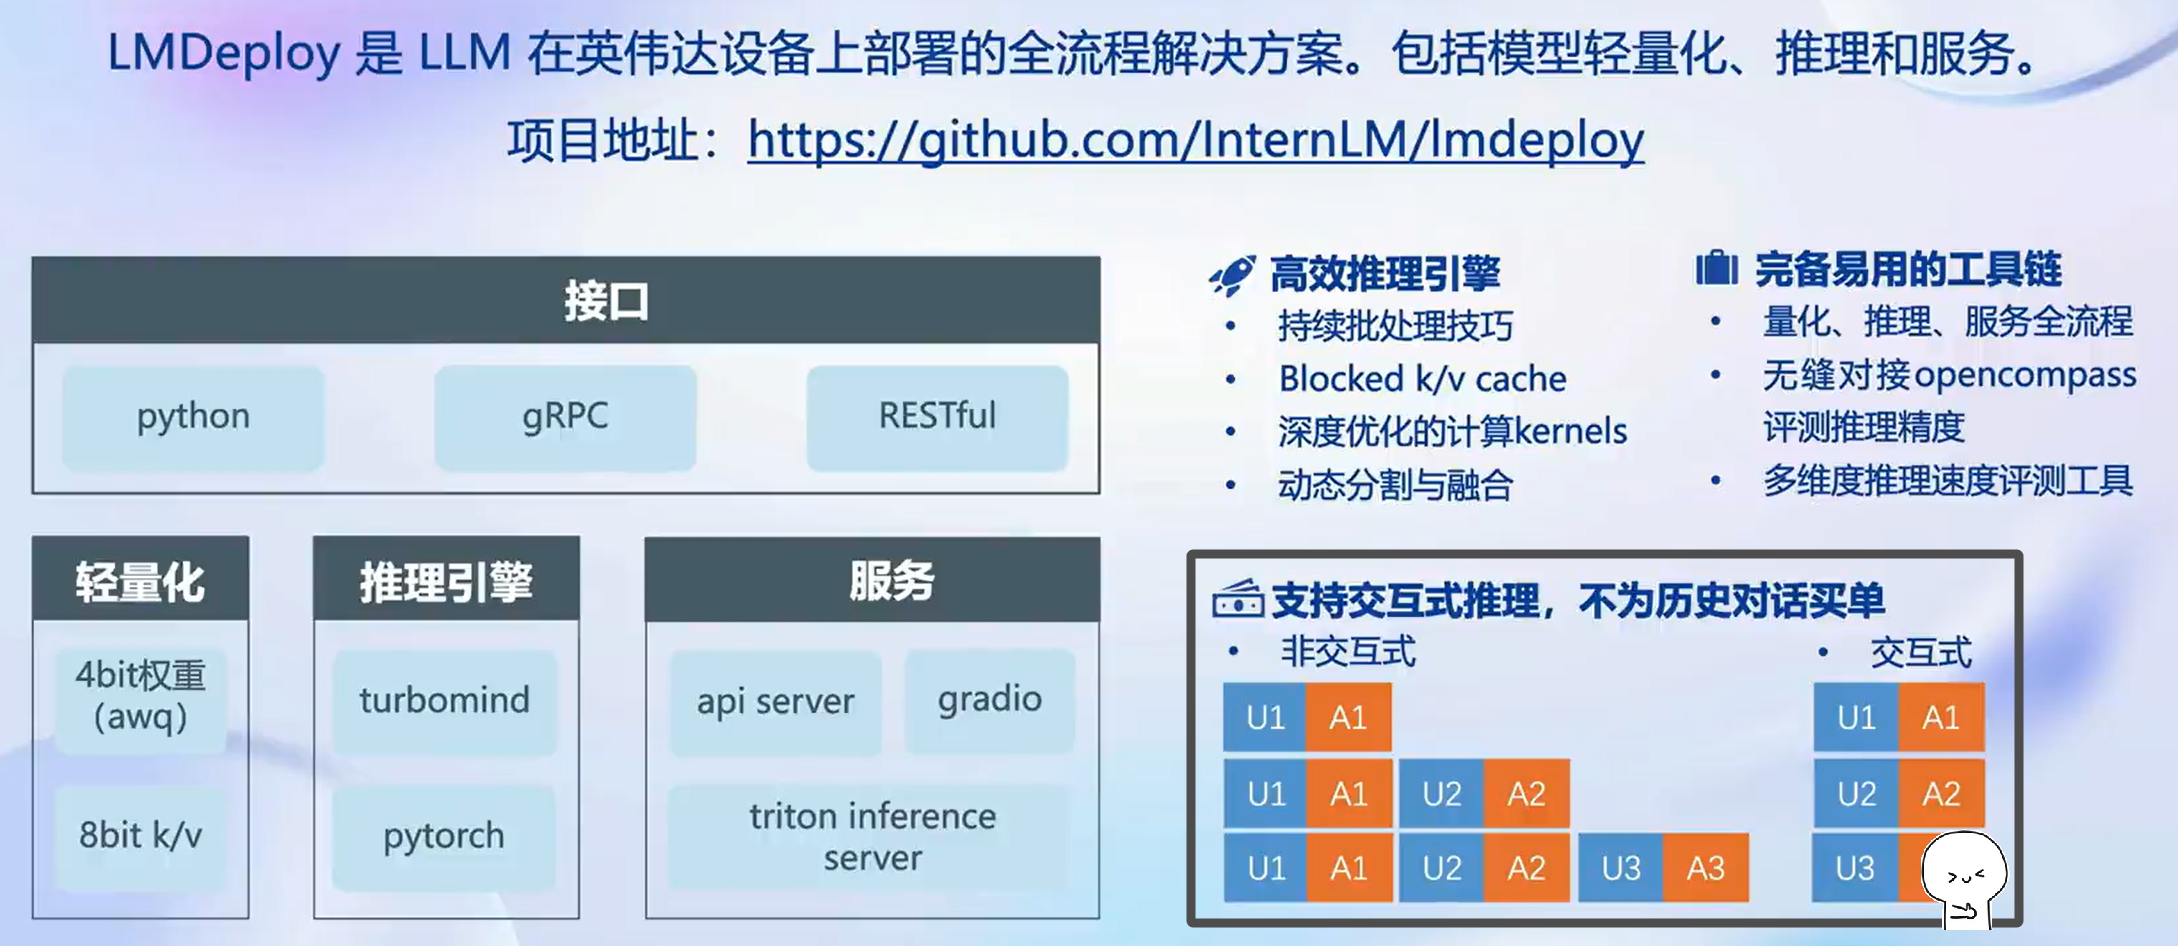 LMDeploy 是 LLM 在英伟达设备上部署的全流程解决方案。包括模型轻量化、推理和服务。
项目地址：https://github.com/InternLM/lmdeploy
接口
python
gRPC
RESTful
轻量化
4bit权重
(awq)
8bit k/v
推理引擎
turbomind
pytorch
服务
api server
gradio
triton inference
server
高效推理引擎
• 持续批处理技巧
• Blocked k/v cache
• 深度优化的计算kernels
• 动态分割与融合
完备易用的工具链
• 量化、推理、服务全流程
• 无缝对接opencompass
评测推理精度
• 多维度推理速度评测工具
支持交互式推理，不为历史对话买单
• 非交互式
U1 A1
U1 A1 U2 A2
U1 A1 U2 A2 U3 A3
• 交互式
U1 A1
U2 A2
U3